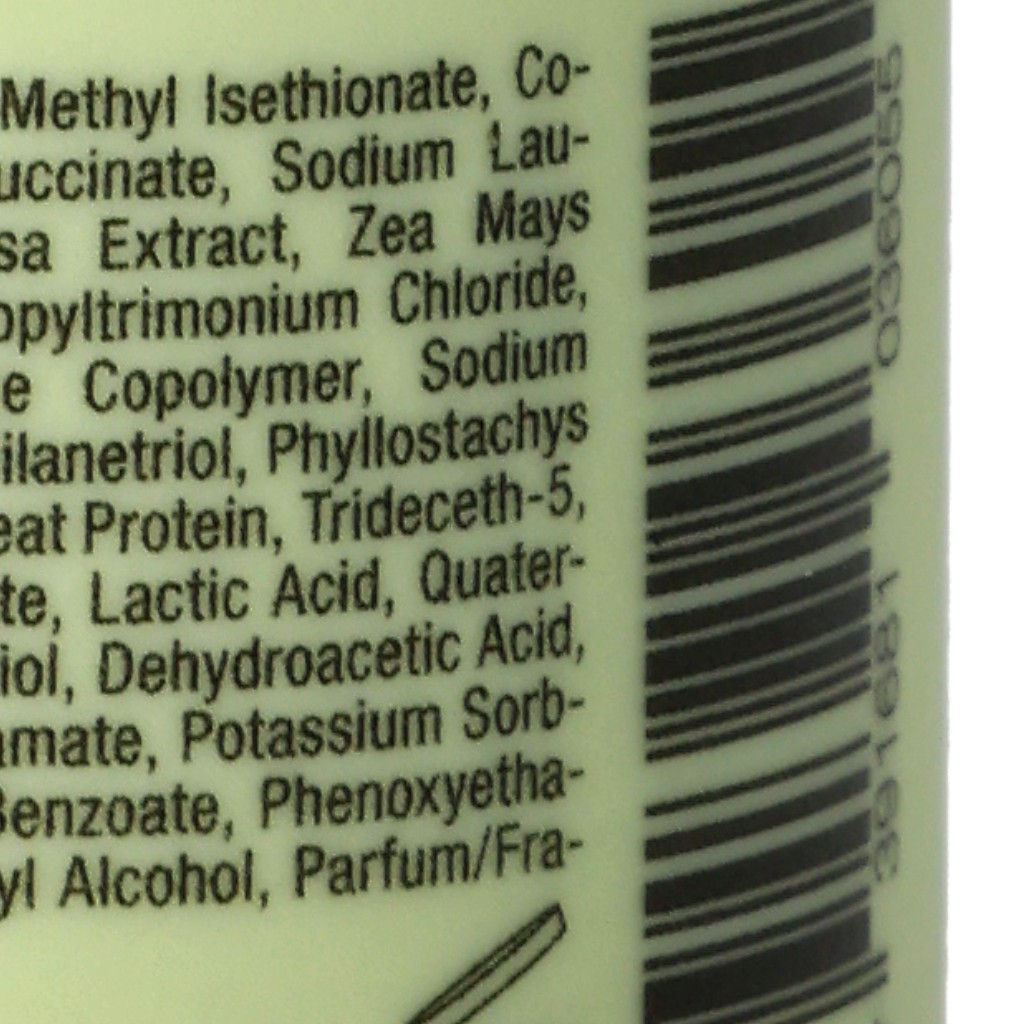 Methyl Isethionate, Co-
uccinate, Sodium Lau-
sa Extract, Zea Mays
opyltrimonium Chloride,
e Copolymer, Sodium
ilanetriol, Phyllostachys
eat Protein, Trideceth-5,
te, Lactic Acid, Quater-
iol, Dehydroacetic Acid,
amate, Potassium Sorb-
Benzoate, Phenoxyetha-
yl Alcohol, Parfum/Fra-
391681 036055